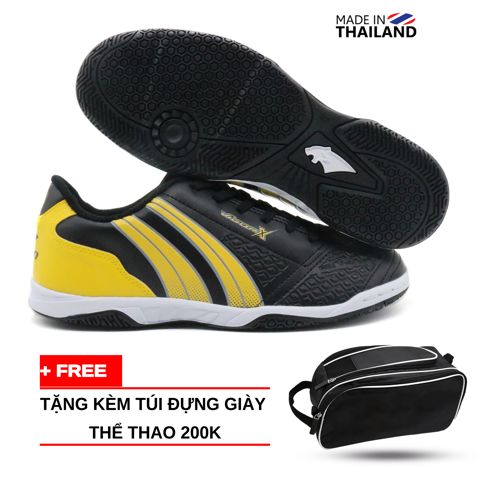 MADE IN
THAILAND
+ FREE
TẶNG KÈM TÚI ĐỰNG GIÀY
THỂ THAO 200K